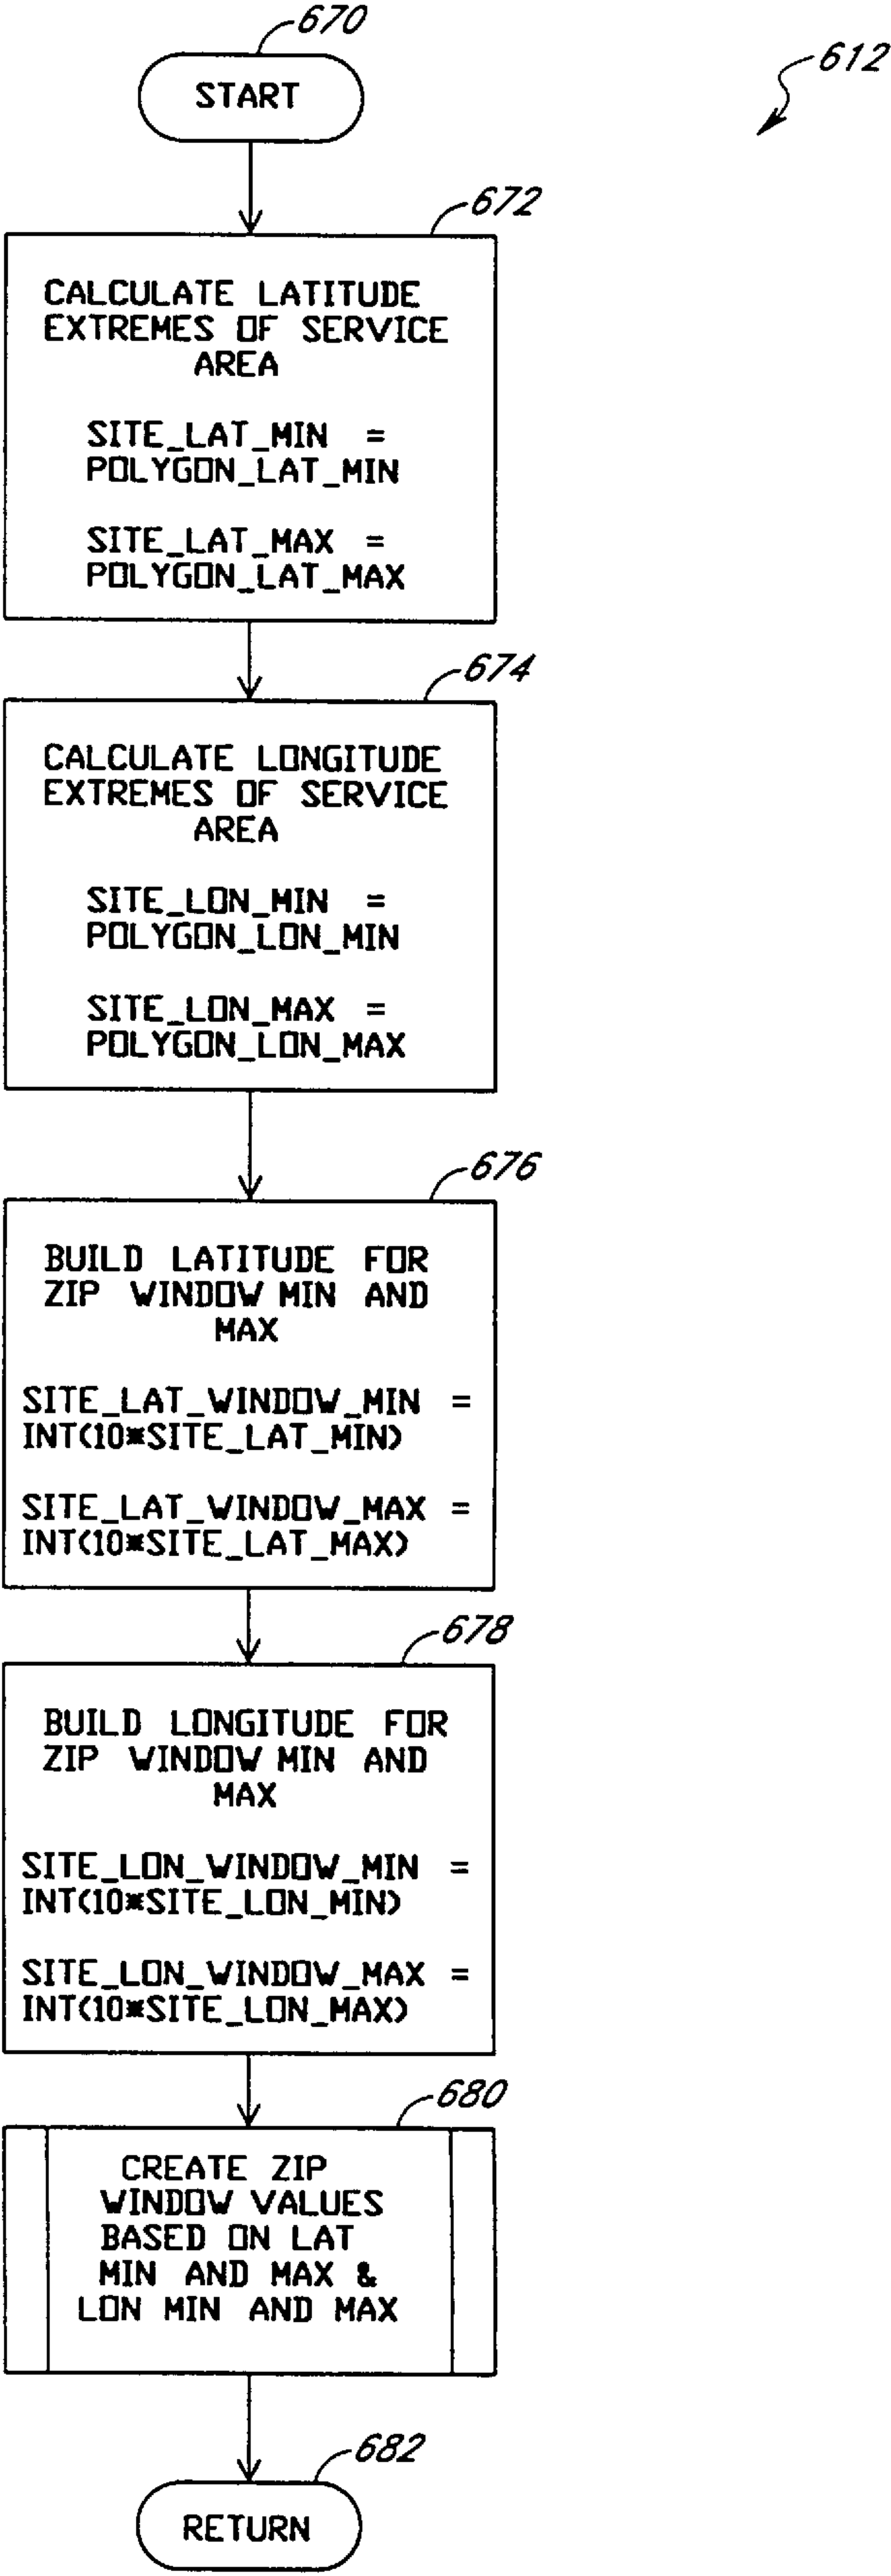 670
612
START
672
CALCULATE LATITUDE
EXTREMES OF SERVICE
AREA
SITE_LAT_MIN =
POLYGON_LAT_MIN
SITE_LAT_MAX =
POLYGON_LAT_MAX
674
CALCULATE LONGITUDE
EXTREMES OF SERVICE
AREA
SITE_LON_MIN =
POLYGON_LON_MIN
SITE_LON_MAX =
POLYGON_LON_MAX
676
BUILD LATITUDE FOR
ZIP WINDOW MIN AND
MAX
SITE_LAT_WINDOW_MIN =
INT(10*SITE_LAT_MIN)
SITE_LAT_WINDOW_MAX =
INT(10*SITE_LAT_MAX)
678
BUILD LONGITUDE FOR
ZIP WINDOW MIN AND
MAX
SITE_LON_WINDOW_MIN =
INT(10*SITE_LON_MIN)
SITE_LON_WINDOW_MAX =
INT(10*SITE_LON_MAX)
680
CREATE ZIP
WINDOW VALUES
BASED ON LAT
MIN AND MAX &
LON MIN AND MAX
682
RETURN